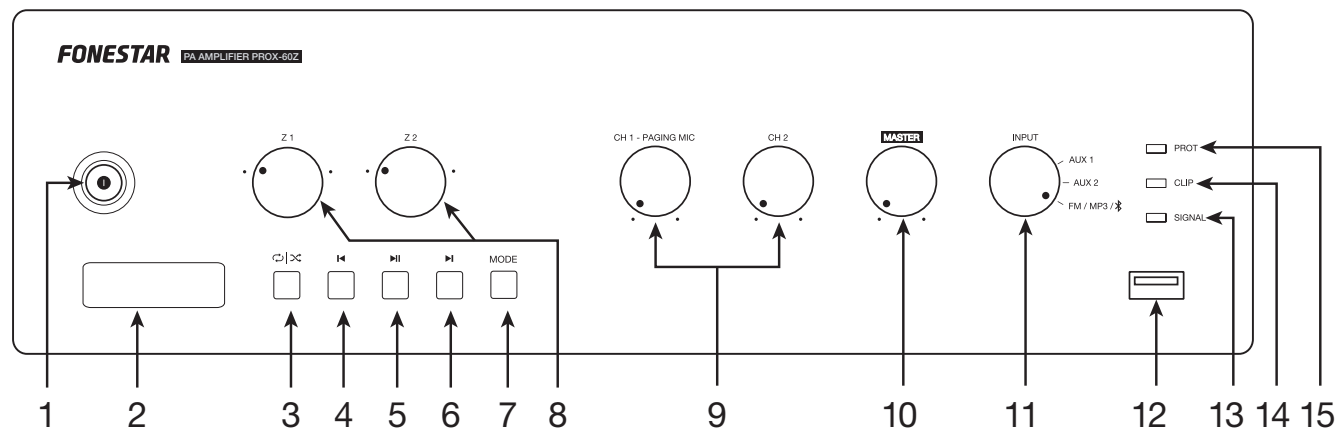 FONESTAR PA AMPLIFIER PROX-60Z
Z 1
Z 2
CH 1 - PAGING MIC
CH 2
MASTER
INPUT
AUX 1
AUX 2
FM / MP3 /
PROT
CLIP
SIGNAL
MODE
1 2 3 4 5 6 7 8 9 10 11 12 13 14 15